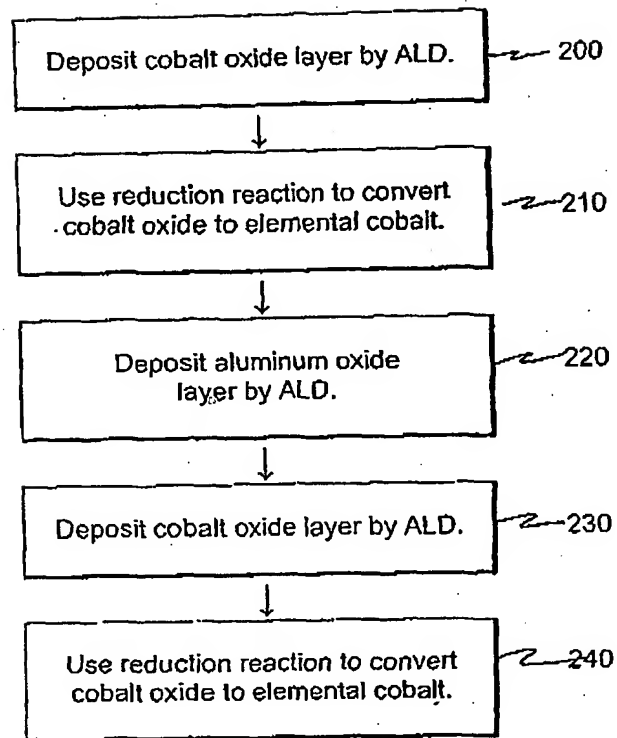 Deposit cobalt oxide layer by ALD.
200
Use reduction reaction to convert
cobalt oxide to elemental cobalt.
210
Deposit aluminum oxide
layer by ALD.
220
Deposit cobalt oxide layer by ALD.
230
Use reduction reaction to convert
cobalt oxide to elemental cobalt.
240